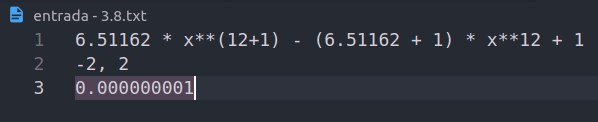 entrada - 3.8.txt
1 6.51162 * x**(12+1) - (6.51162 + 1) * x**12 + 1
2 -2, 2
3 0.000000001